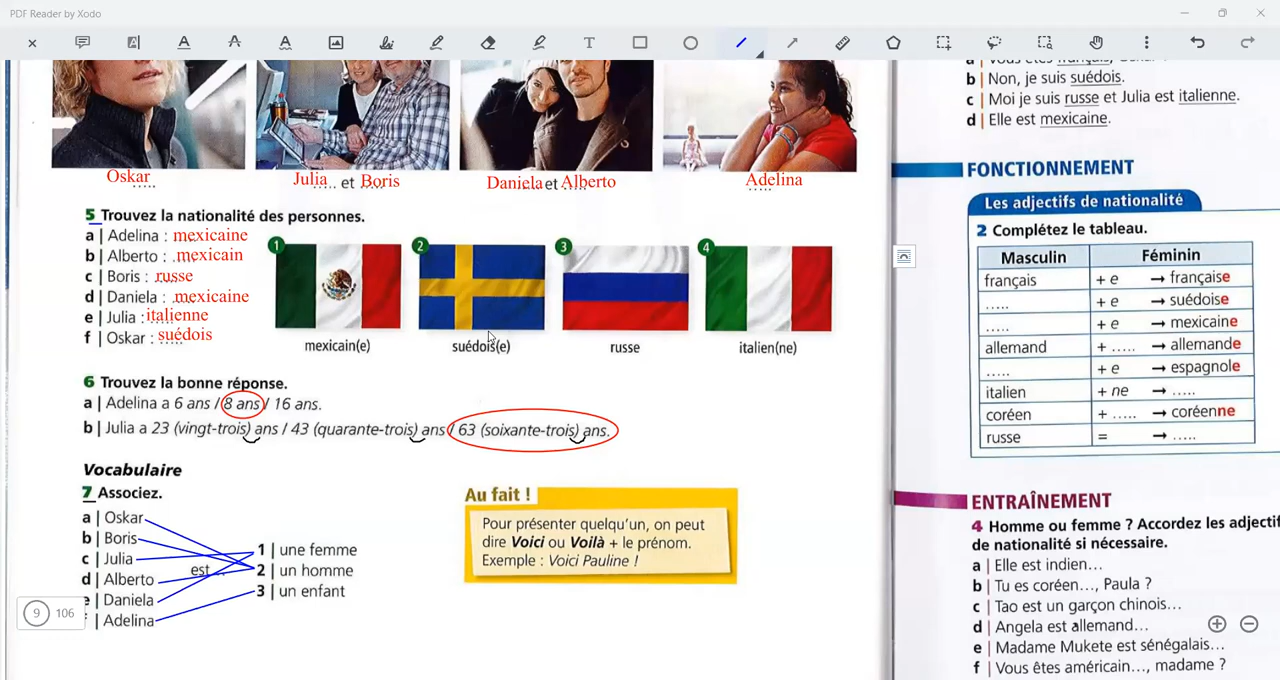 PDF Reader by Xodo
Oskar
Julia et Boris
Daniela et Alberto
Adelina
5 Trouvez la nationalité des personnes.
a | Adelina : mexicaine
b | Alberto : mexicain
c | Boris : russe
d | Daniela : mexicaine
e | Julia : italienne
f | Oskar : suédois
1 2 3 4
mexicain(e) suédois(e) russe italien(ne)
6 Trouvez la bonne réponse.
a | Adelina a 6 ans / 8 ans / 16 ans.
b | Julia a 23 (vingt-trois) ans / 43 (quarante-trois) ans / 63 (soixante-trois) ans.
Vocabulaire
7 Associez.
a | Oskar
b | Boris
c | Julia
d | Alberto
e | Daniela
| Adelina
est ...
1 | une femme
2 | un homme
3 | un enfant
9 106
Au fait !
Pour présenter quelqu'un, on peut
dire Voici ou Voilà + le prénom.
Exemple : Voici Pauline !
b | Non, je suis suédois.
c | Moi je suis russe et Julia est italienne.
d | Elle est mexicaine.
FONCTIONNEMENT
Les adjectifs de nationalité
2 Complétez le tableau.
Masculin Féminin
français + e → française
..... + e → suédoise
..... + e → mexicaine
allemand + ..... → allemande
..... + e → espagnole
italien + ne → .....
coréen + ..... → coréenne
russe = → .....
ENTRAÎNEMENT
4 Homme ou femme ? Accordez les adjectif
de nationalité si nécessaire.
a | Elle est indien...
b | Tu es coréen..., Paula ?
c | Tao est un garçon chinois...
d | Angela est allemand...
e | Madame Mukete est sénégalais...
f | Vous êtes américain..., madame ?